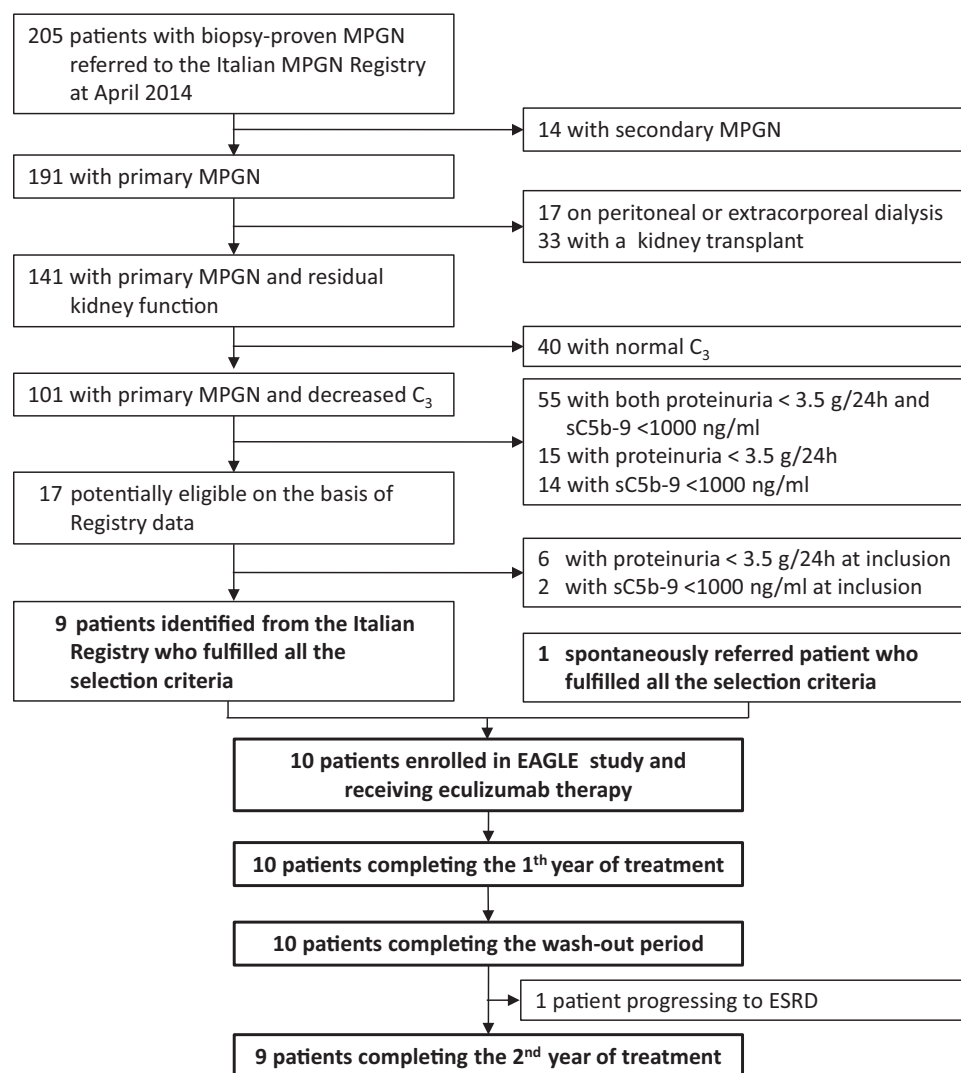 205 patients with biopsy-proven MPGN
referred to the Italian MPGN Registry
at April 2014
14 with secondary MPGN
191 with primary MPGN
17 on peritoneal or extracorporeal dialysis
33 with a kidney transplant
141 with primary MPGN and residual
kidney function
40 with normal C₃
101 with primary MPGN and decreased C₃
55 with both proteinuria < 3.5 g/24h and
sC5b-9 <1000 ng/ml
15 with proteinuria < 3.5 g/24h
14 with sC5b-9 <1000 ng/ml
17 potentially eligible on the basis of
Registry data
6 with proteinuria < 3.5 g/24h at inclusion
2 with sC5b-9 <1000 ng/ml at inclusion
9 patients identified from the Italian
Registry who fulfilled all the
selection criteria
1 spontaneously referred patient who
fulfilled all the selection criteria
10 patients enrolled in EAGLE study and
receiving eculizumab therapy
10 patients completing the 1th year of treatment
10 patients completing the wash-out period
1 patient progressing to ESRD
9 patients completing the 2nd year of treatment